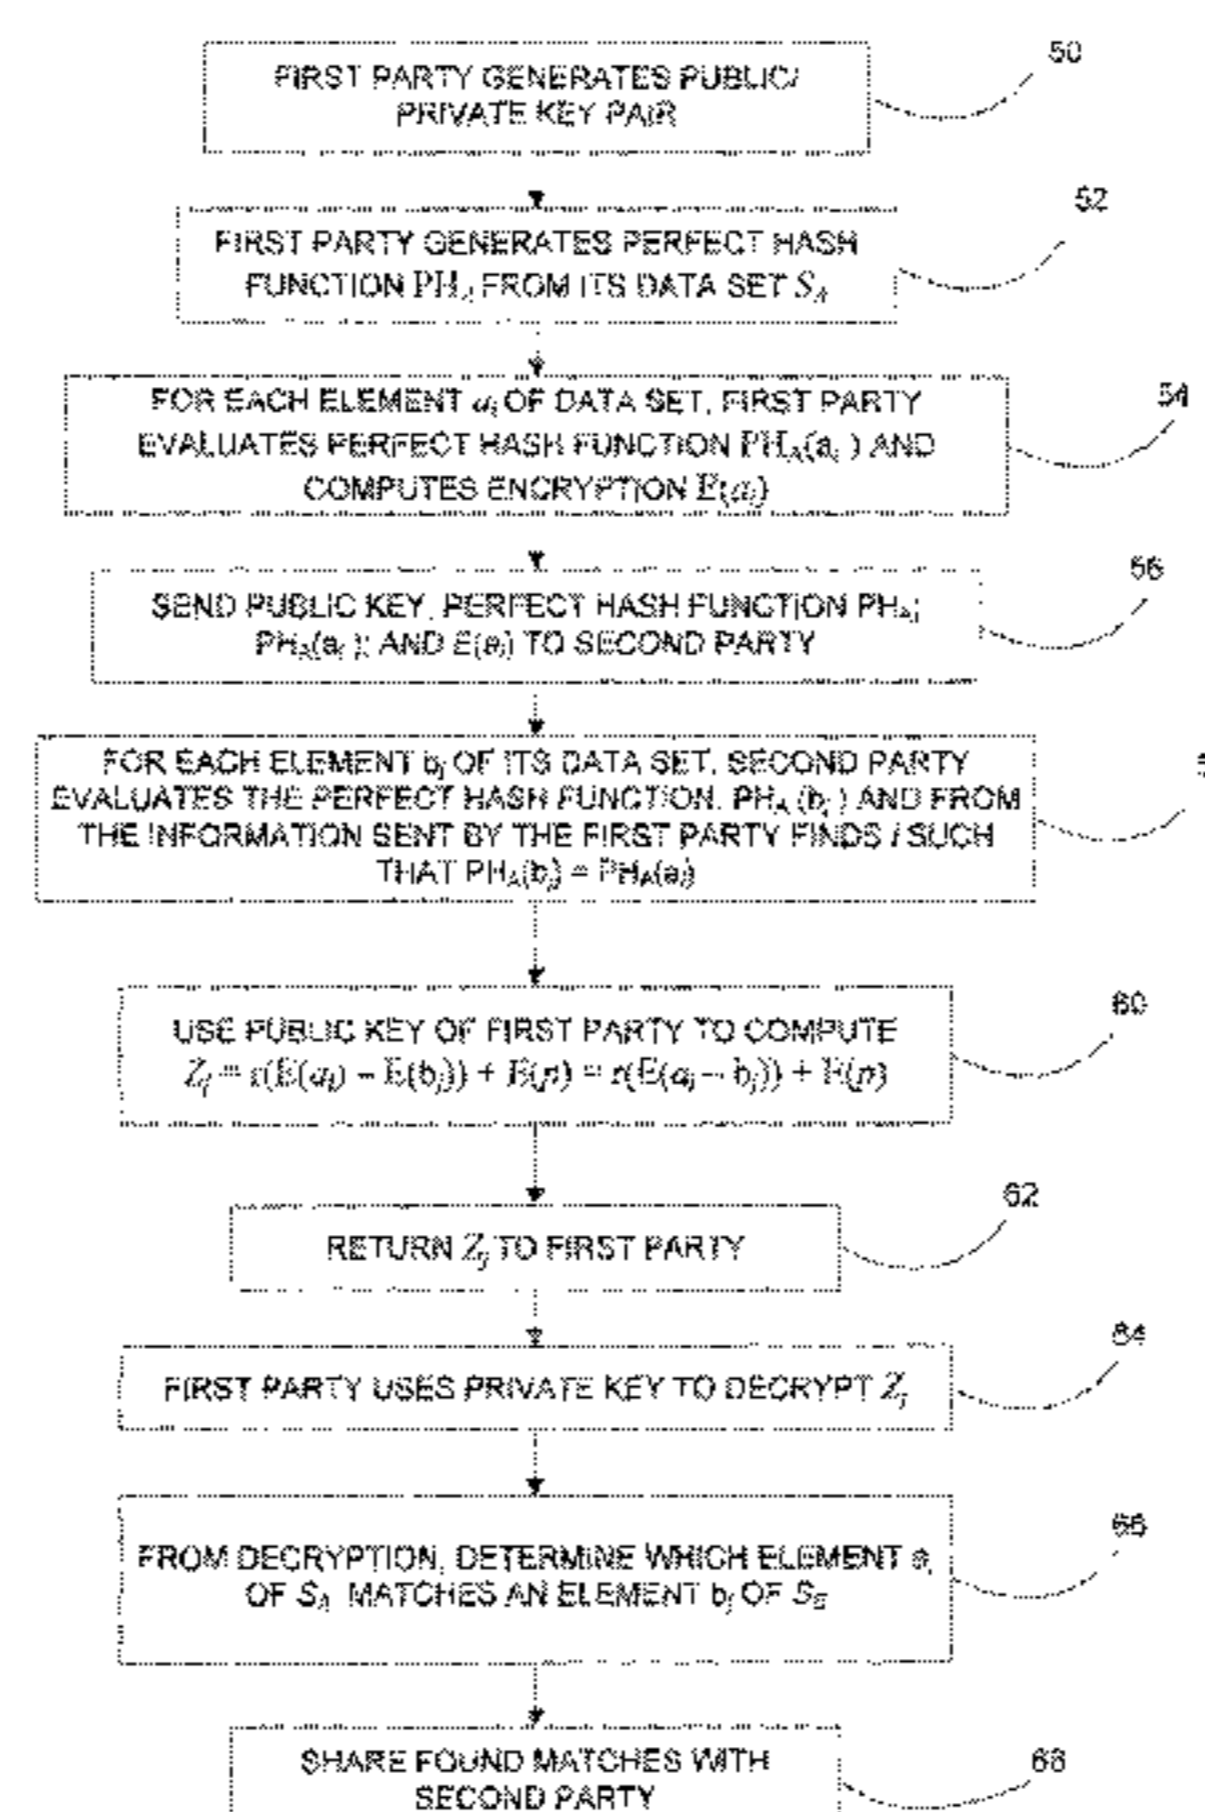 50
FIRST PARTY GENERATES PUBLIC/
PRIVATE KEY PAIR
52
FIRST PARTY GENERATES PERFECT HASH
FUNCTION PH_A FROM ITS DATA SET S_A
54
FOR EACH ELEMENT a_i OF DATA SET, FIRST PARTY
EVALUATES PERFECT HASH FUNCTION PH_A(a_i) AND
COMPUTES ENCRYPTION E(a_i)
56
SEND PUBLIC KEY, PERFECT HASH FUNCTION PH_A;
PH_A(a_i); AND E(a_i) TO SECOND PARTY
FOR EACH ELEMENT b_j OF ITS DATA SET, SECOND PARTY
EVALUATES THE PERFECT HASH FUNCTION, PH_A(b_j) AND FROM
THE INFORMATION SENT BY THE FIRST PARTY FINDS i SUCH
THAT PH_A(b_j) = PH_A(a_i)
60
USE PUBLIC KEY OF FIRST PARTY TO COMPUTE
Z_j = r(E(a_i) – E(b_j)) + E(p) = r(E(a_i – b_j)) + E(p)
62
RETURN Z_j TO FIRST PARTY
64
FIRST PARTY USES PRIVATE KEY TO DECRYPT Z_j
66
FROM DECRYPTION, DETERMINE WHICH ELEMENT a_i
OF S_A MATCHES AN ELEMENT b_j OF S_B
SHARE FOUND MATCHES WITH
SECOND PARTY